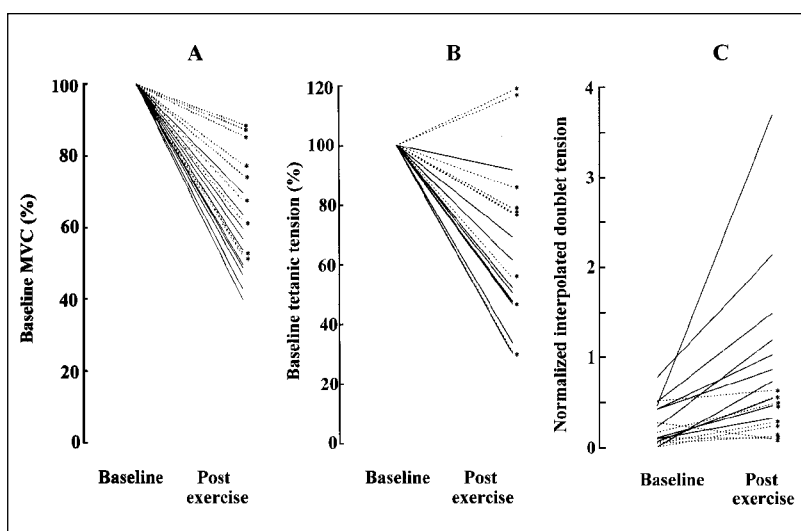 A
B
C
Baseline MVC (%)
100
80
60
40
20
0
Baseline
Post
exercise
Baseline tetanic tension (%)
120
100
80
60
40
20
0
Baseline
Post
exercise
Normalized interpolated doublet tension
4
3
2
1
0
Baseline
Post
exercise